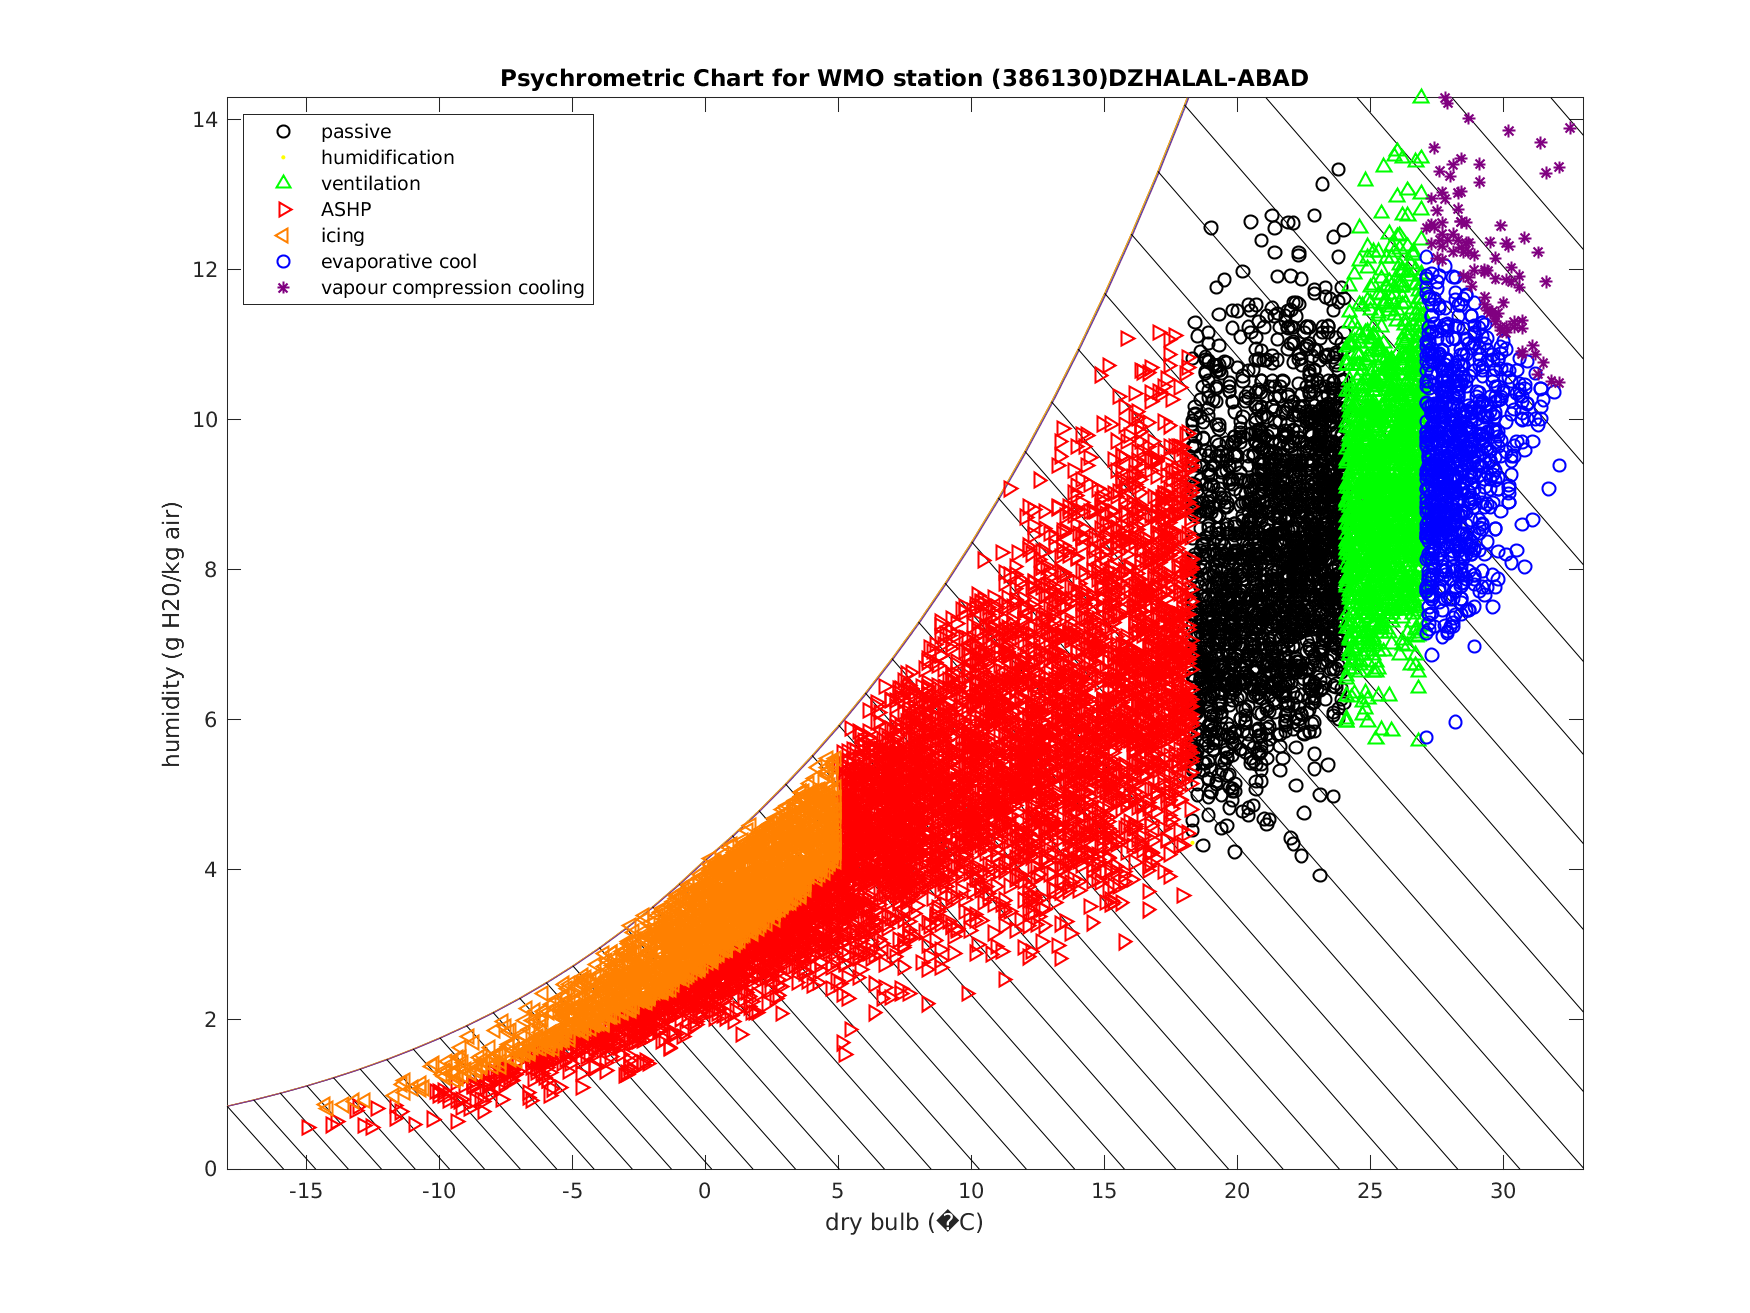 Psychrometric Chart for WMO station (386130)DZHALAL-ABAD
passive
humidification
ventilation
ASHP
icing
evaporative cool
vapour compression cooling
humidity (g H20/kg air)
14
12
10
8
6
4
2
0
-15 -10 -5 0 5 10 15 20 25 30
dry bulb (�C)